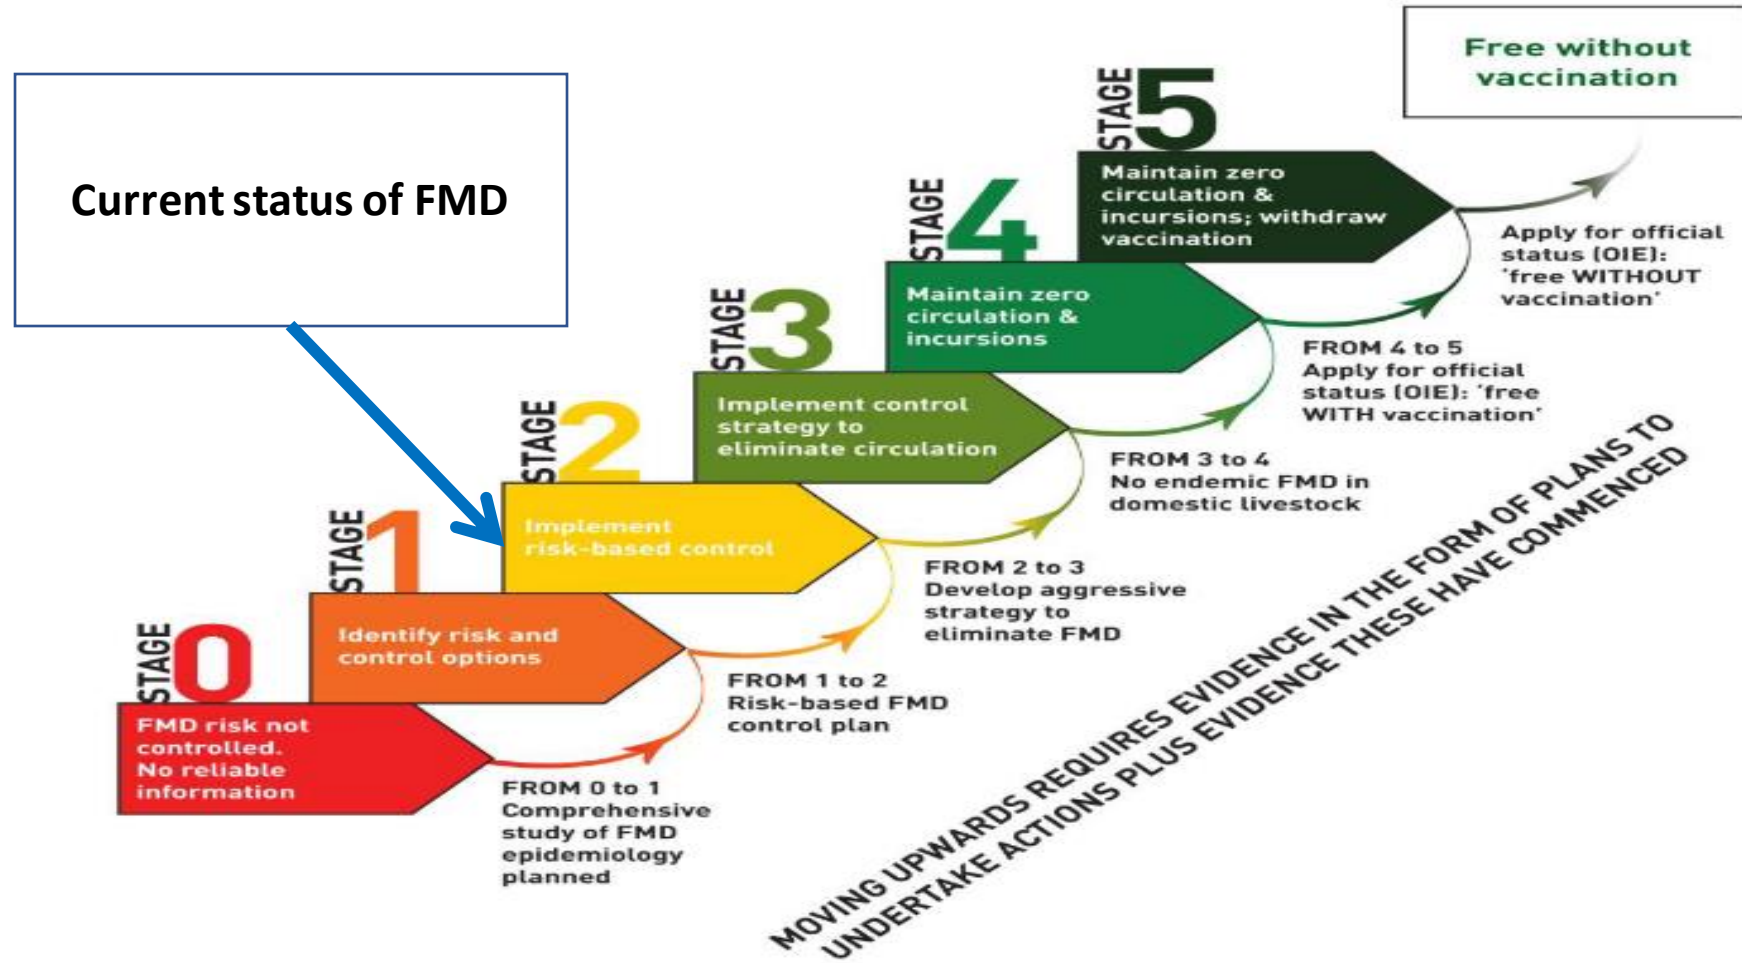 Current status of FMD
Free without
vaccination
STAGE 5
Maintain zero
circulation &
incursions; withdraw
vaccination
Apply for official
status (OIE):
'free WITHOUT
vaccination'
STAGE 4
Maintain zero
circulation &
incursions
FROM 4 to 5
Apply for official
status (OIE): 'free
WITH vaccination'
STAGE 3
Implement control
strategy to
eliminate circulation
FROM 3 to 4
No endemic FMD in
domestic livestock
STAGE 2
Implement
risk-based control
FROM 2 to 3
Develop aggressive
strategy to
eliminate FMD
STAGE 1
Identify risk and
control options
FROM 1 to 2
Risk-based FMD
control plan
STAGE 0
FMD risk not
controlled.
No reliable
information
FROM 0 to 1
Comprehensive
study of FMD
epidemiology
planned
MOVING UPWARDS REQUIRES EVIDENCE IN THE FORM OF PLANS TO
UNDERTAKE ACTIONS PLUS EVIDENCE THESE HAVE COMMENCED